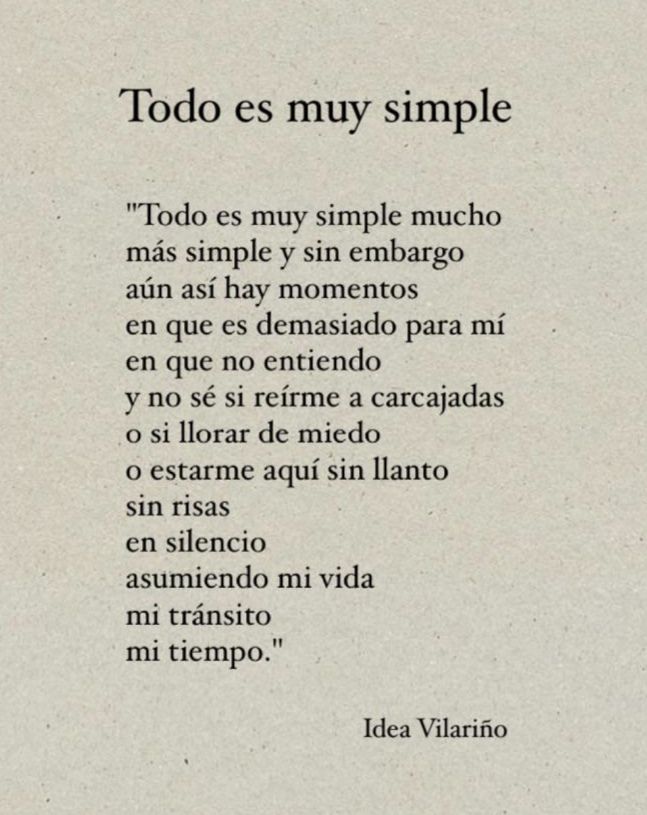 Todo es muy simple
"Todo es muy simple mucho
más simple y sin embargo
aún así hay momentos
en que es demasiado para mí
en que no entiendo
y no sé si reírme a carcajadas
o si llorar de miedo
o estarme aquí sin llanto
sin risas
en silencio
asumiendo mi vida
mi tránsito
mi tiempo."
Idea Vilariño